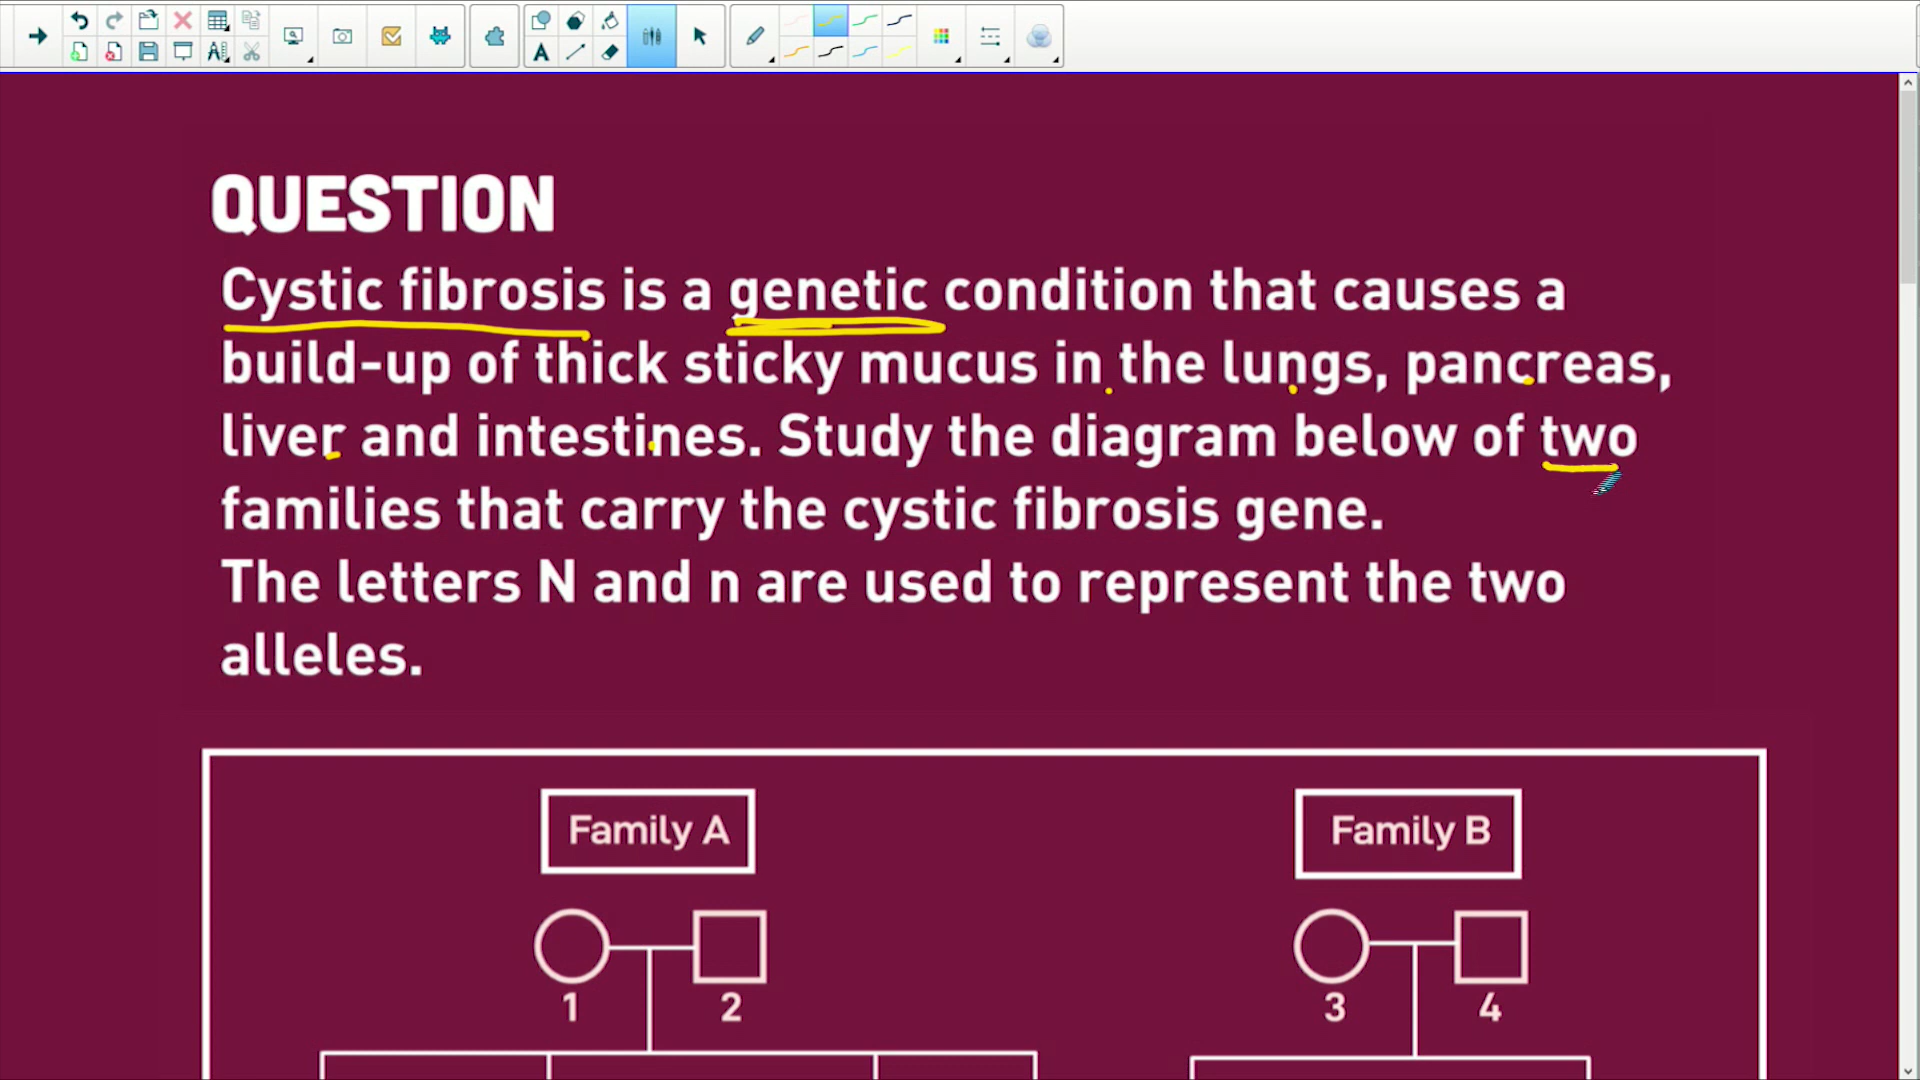 QUESTION
Cystic fibrosis is a genetic condition that causes a
build-up of thick sticky mucus in the lungs, pancreas,
liver and intestines. Study the diagram below of two
families that carry the cystic fibrosis gene.
The letters N and n are used to represent the two
alleles.
Family A
Family B
1
2
3
4